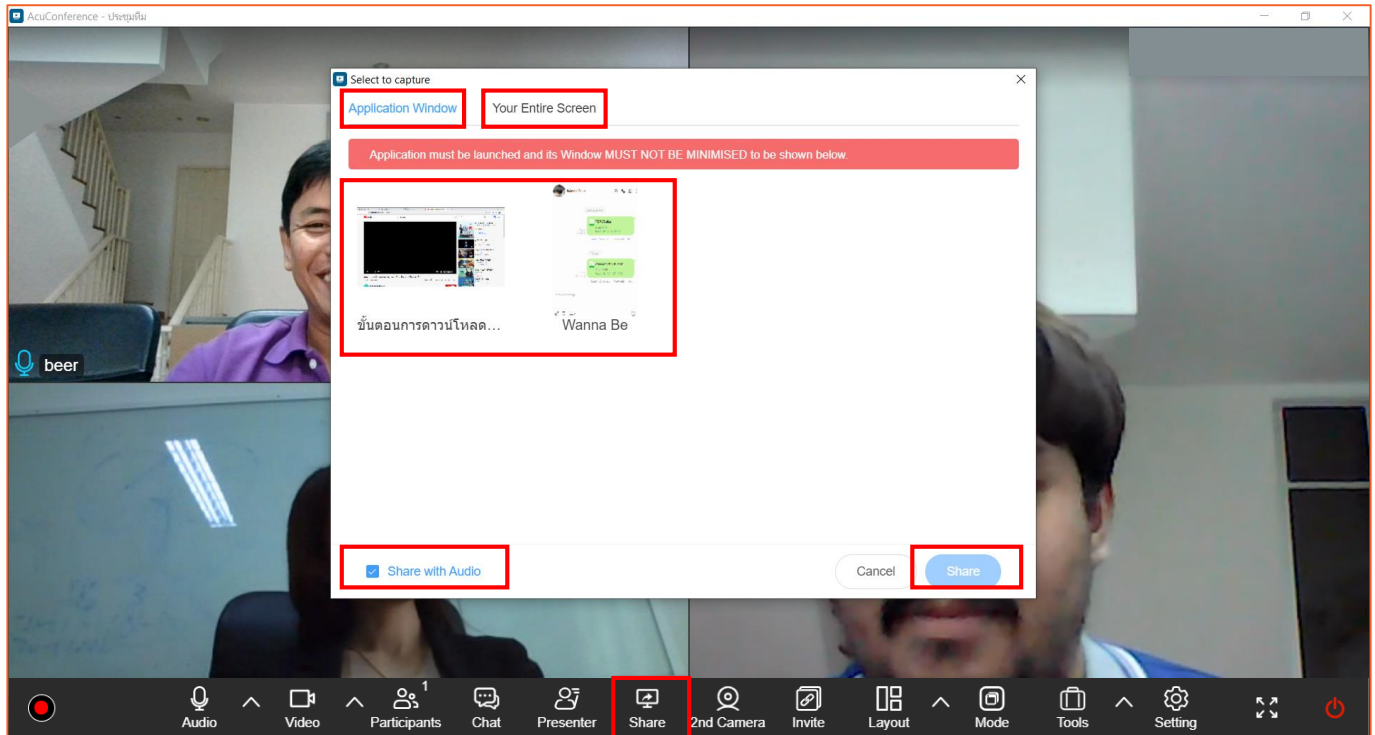 AcuConference - ประชุมทีม
Select to capture
Application Window
Your Entire Screen
Application must be launched and its Window MUST NOT BE MINIMISED to be shown below.
ขั้นตอนการดาวน์โหลด...
Wanna Be
beer
Share with Audio
Cancel
Share
1
Audio
Video
Participants
Chat
Presenter
Share
2nd Camera
Invite
Layout
Mode
Tools
Setting